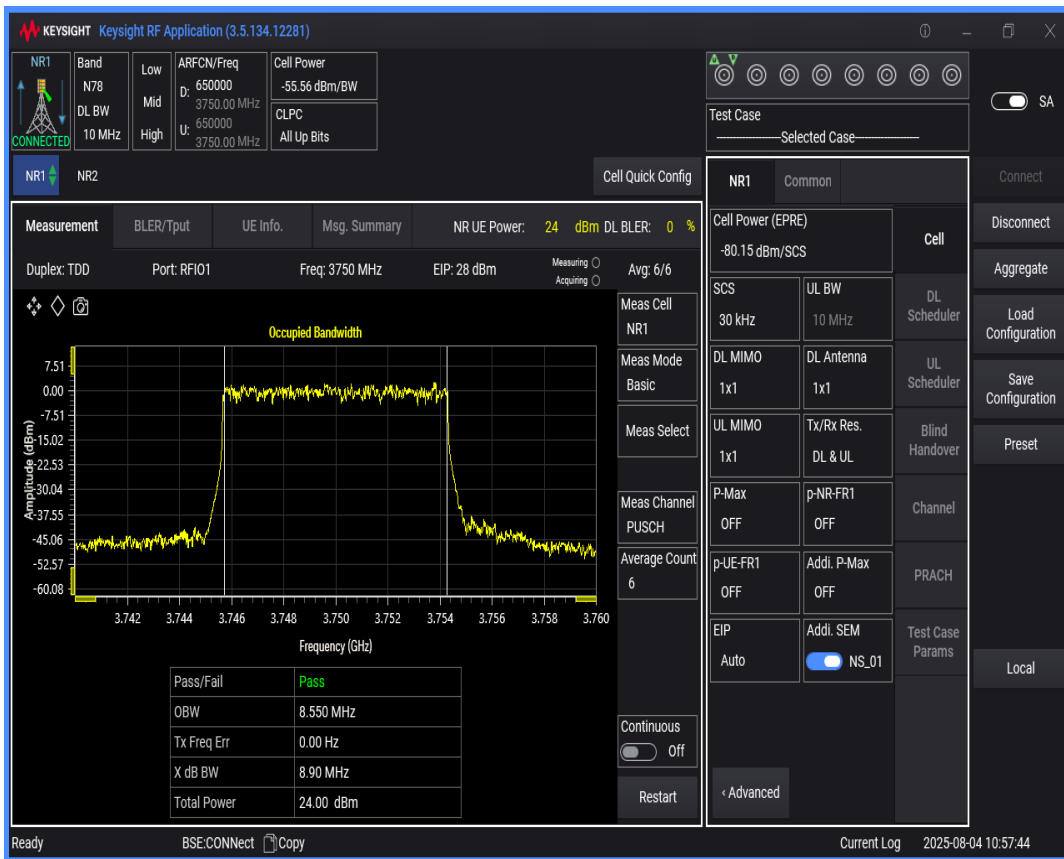 KEYSIGHT Keysight RF Application (3.5.134.12281)
NR1
CONNECTED
Band
N78
DL BW
10 MHz
Low
Mid
High
ARFCN/Freq
D: 650000
3750.00 MHz
U: 650000
3750.00 MHz
Cell Power
-55.56 dBm/BW
CLPC
All Up Bits
Test Case
---Selected Case---
SA
NR1
NR2
Cell Quick Config
Measurement
BLER/Tput
UE Info.
Msg. Summary
NR UE Power: 24 dBm DL BLER: 0 %
Duplex: TDD
Port: RFIO1
Freq: 3750 MHz
EIP: 28 dBm
Measuring
Acquiring
Avg: 6/6
Occupied Bandwidth
Amplitude (dBm)
7.51
0.00
-7.51
-15.02
-22.53
-30.04
-37.55
-45.06
-52.57
-60.08
3.742 3.744 3.746 3.748 3.750 3.752 3.754 3.756 3.758 3.760
Frequency (GHz)
Pass/Fail Pass
OBW 8.550 MHz
Tx Freq Err 0.00 Hz
X dB BW 8.90 MHz
Total Power 24.00 dBm
Meas Cell
NR1
Meas Mode
Basic
Meas Select
Meas Channel
PUSCH
Average Count
6
Continuous
Off
Restart
NR1
Common
Cell Power (EPRE)
-80.15 dBm/SCS
SCS
30 kHz
UL BW
10 MHz
DL MIMO
1x1
DL Antenna
1x1
UL MIMO
1x1
Tx/Rx Res.
DL & UL
P-Max
OFF
p-NR-FR1
OFF
p-UE-FR1
OFF
Addi. P-Max
OFF
EIP
Auto
Addi. SEM
NS_01
‹ Advanced
Cell
DL
Scheduler
UL
Scheduler
Blind
Handover
Channel
PRACH
Test Case
Params
Connect
Disconnect
Aggregate
Load
Configuration
Save
Configuration
Preset
Local
Ready
BSE:CONNect
Copy
Current Log
2025-08-04 10:57:44